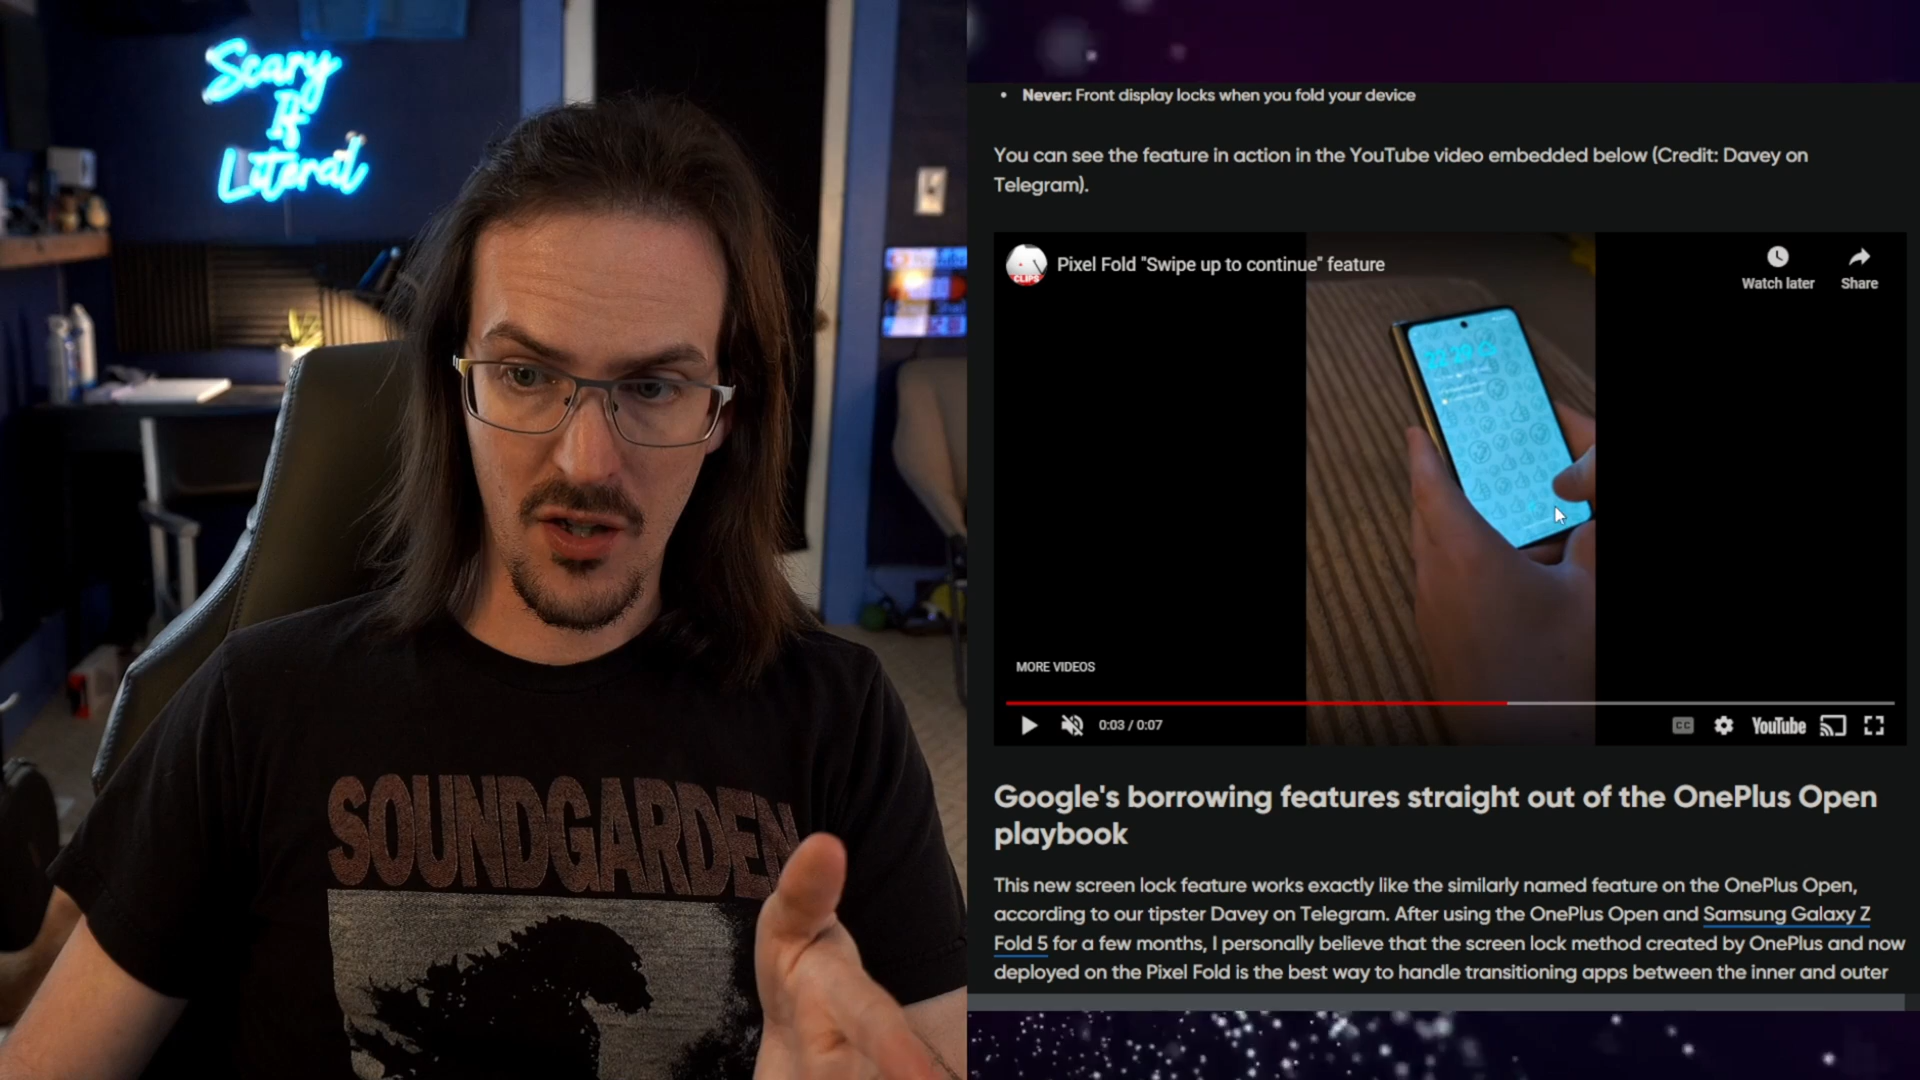 Scary
If
Literal
SOUNDGARDEN
• Never: Front display locks when you fold your device
You can see the feature in action in the YouTube video embedded below (Credit: Davey on
Telegram).
CLIPS
Pixel Fold "Swipe up to continue" feature
Watch later
Share
MORE VIDEOS
0:03 / 0:07
CC
YouTube
Google's borrowing features straight out of the OnePlus Open
playbook
This new screen lock feature works exactly like the similarly named feature on the OnePlus Open,
according to our tipster Davey on Telegram. After using the OnePlus Open and Samsung Galaxy Z
Fold 5 for a few months, I personally believe that the screen lock method created by OnePlus and now
deployed on the Pixel Fold is the best way to handle transitioning apps between the inner and outer